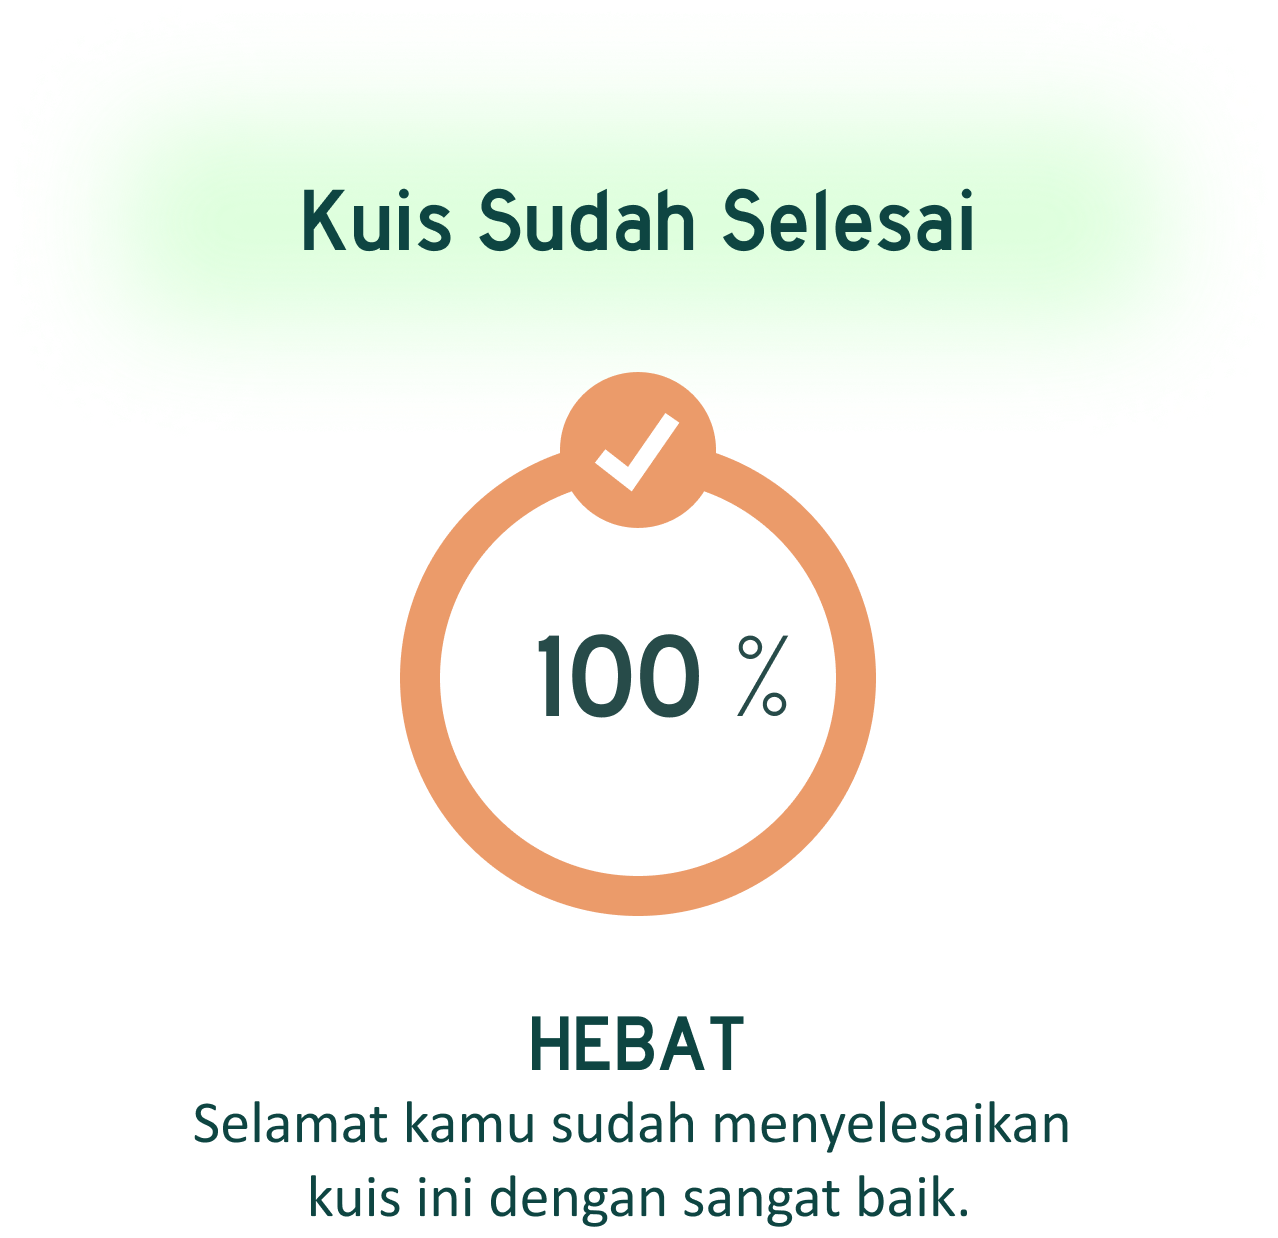 Kuis Sudah Selesai
100 %
HEBAT
Selamat kamu sudah menyelesaikan
kuis ini dengan sangat baik.